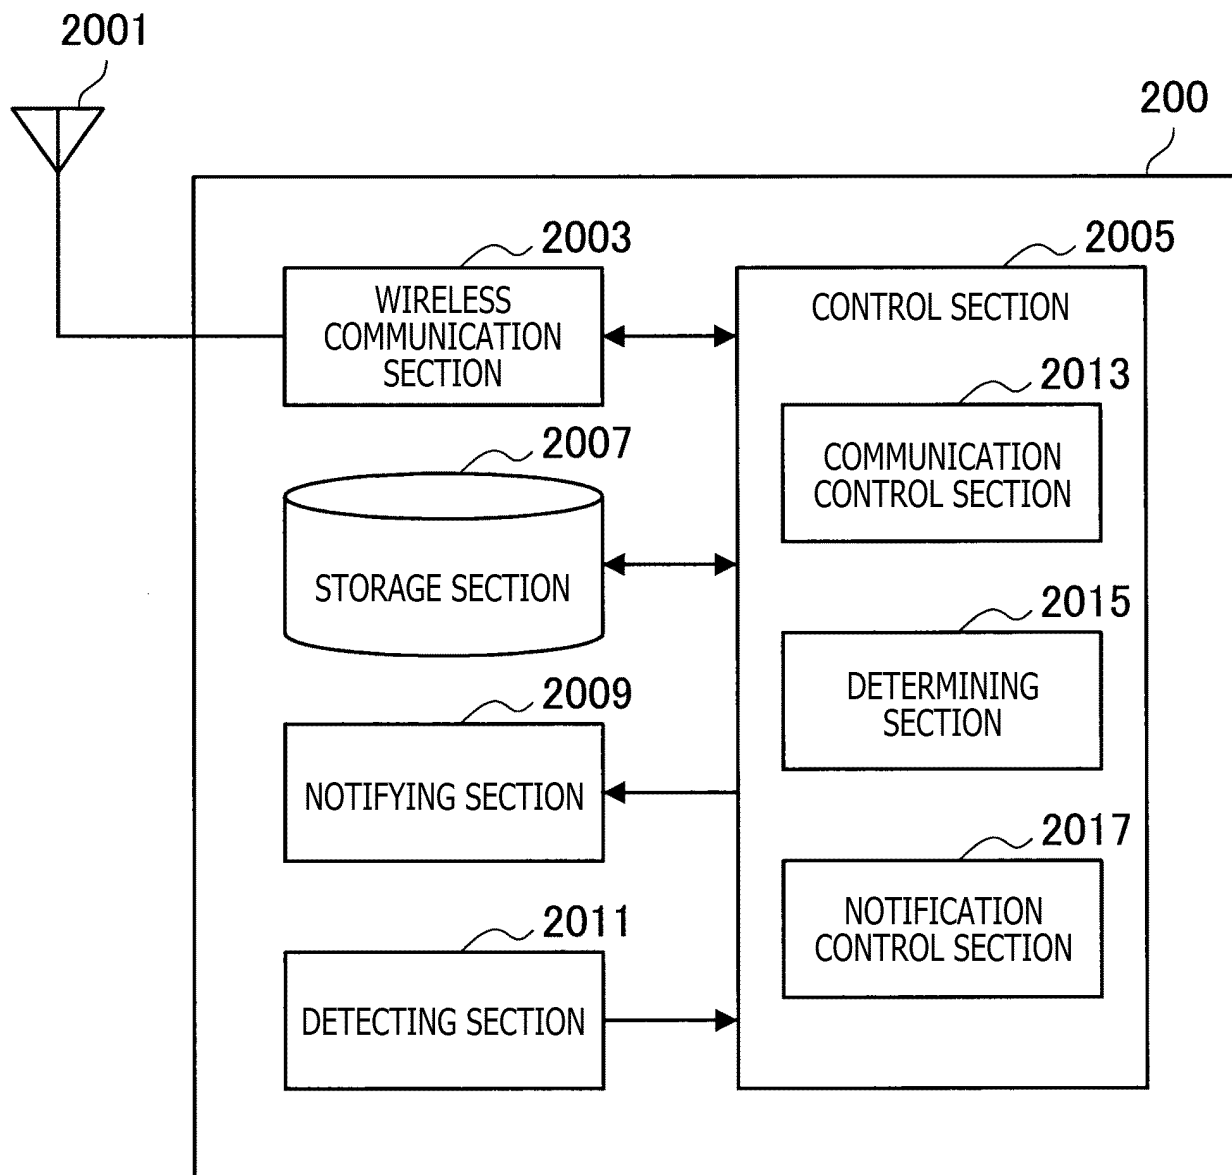 2001
200
2003
2005
WIRELESS
COMMUNICATION
SECTION
CONTROL SECTION
2013
COMMUNICATION
CONTROL SECTION
2007
STORAGE SECTION
2015
DETERMINING
SECTION
2009
NOTIFYING SECTION
2017
NOTIFICATION
CONTROL SECTION
2011
DETECTING SECTION